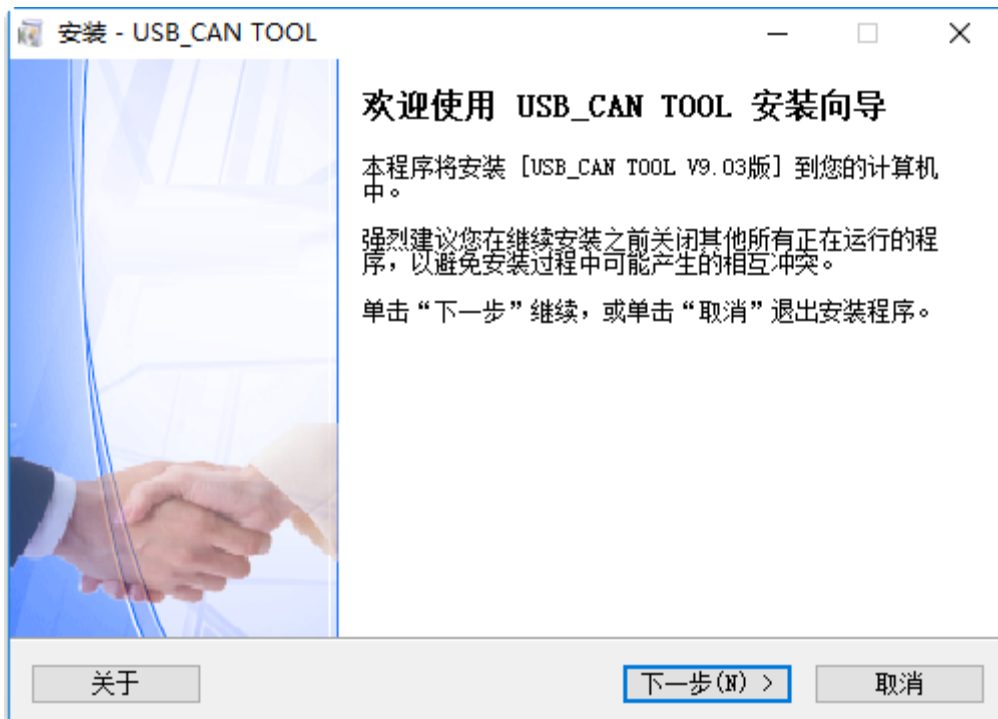 安装 - USB_CAN TOOL
欢迎使用 USB_CAN TOOL 安装向导
本程序将安装 [USB_CAN TOOL V9.03版] 到您的计算机
中。
强烈建议您在继续安装之前关闭其他所有正在运行的程
序，以避免安装过程中可能产生的相互冲突。
单击“下一步”继续，或单击“取消”退出安装程序。
关于
下一步(N) >
取消